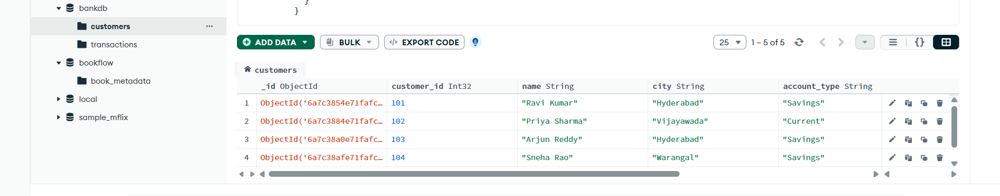 bankdb
customers
transactions
bookflow
book_metadata
local
sample_mflix
}
}
ADD DATA
BULK
</> EXPORT CODE
25
1 – 5 of 5
{}
customers
_id ObjectId customer_id Int32 name String city String account_type String
1 ObjectId('6a7c3854e71fafc… 101 "Ravi Kumar" "Hyderabad" "Savings"
2 ObjectId('6a7c3884e71fafc… 102 "Priya Sharma" "Vijayawada" "Current"
3 ObjectId('6a7c38a0e71fafc… 103 "Arjun Reddy" "Hyderabad" "Savings"
4 ObjectId('6a7c38afe71fafc… 104 "Sneha Rao" "Warangal" "Savings"